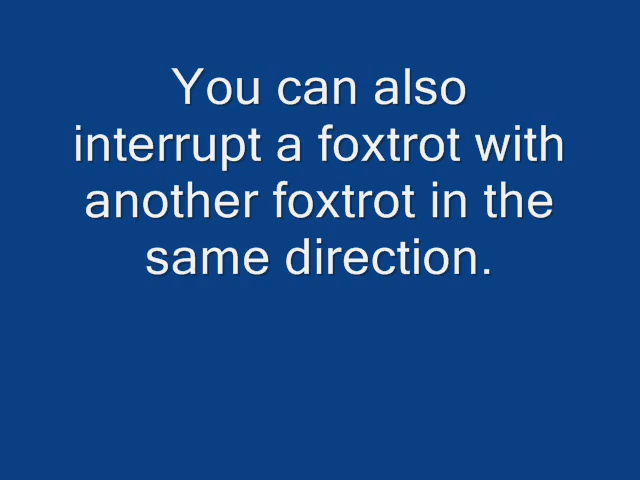 You can also
interrupt a foxtrot with
another foxtrot in the
same direction.